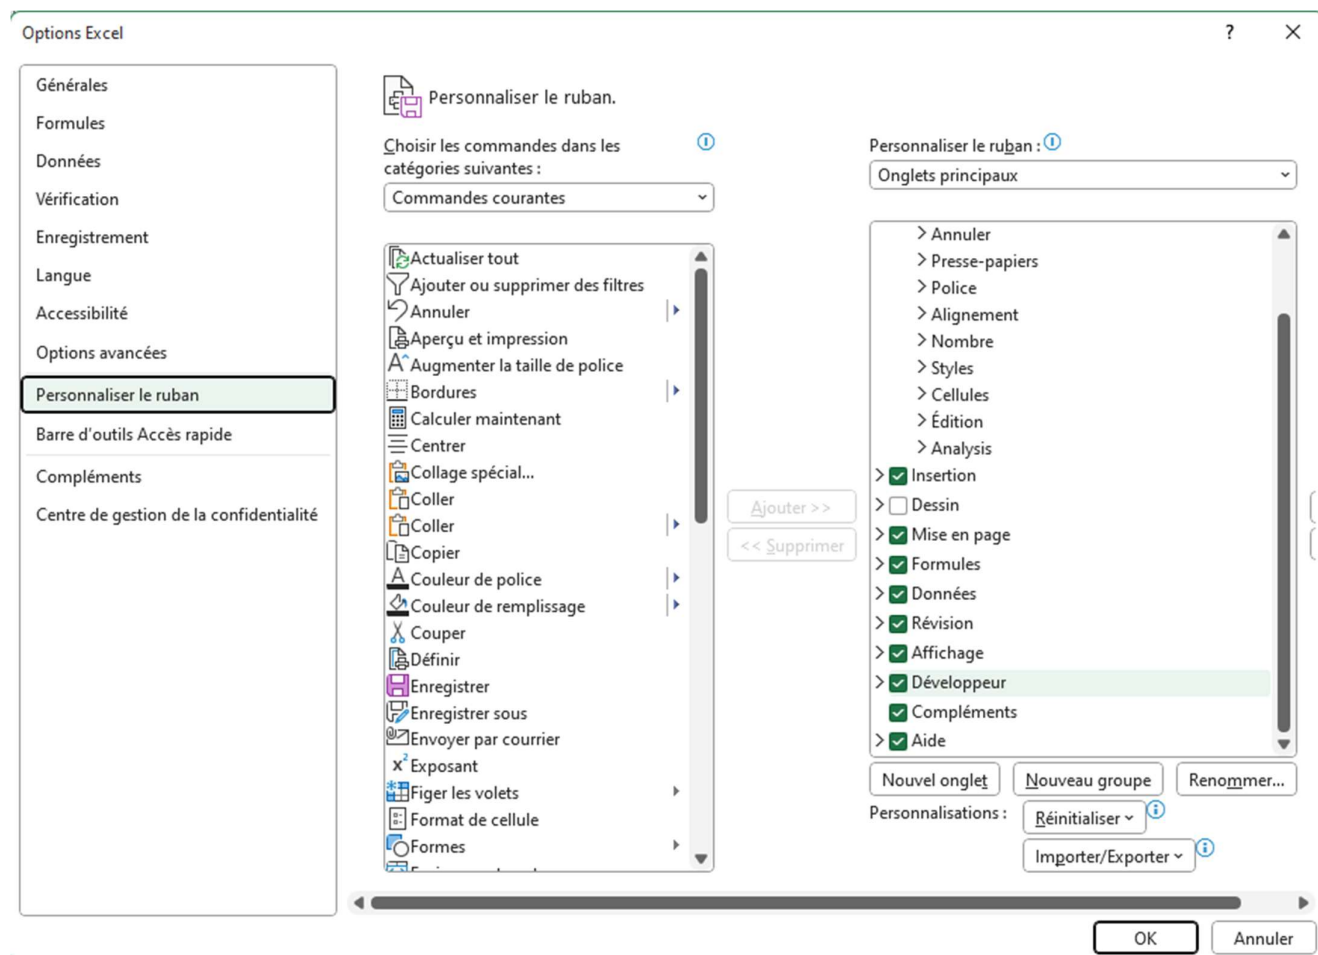 Options Excel
?
Générales
Formules
Données
Vérification
Enregistrement
Langue
Accessibilité
Options avancées
Personnaliser le ruban
Barre d'outils Accès rapide
Compléments
Centre de gestion de la confidentialité
Personnaliser le ruban.
Choisir les commandes dans les
catégories suivantes :
Commandes courantes
Actualiser tout
Ajouter ou supprimer des filtres
Annuler
Aperçu et impression
Augmenter la taille de police
Bordures
Calculer maintenant
Centrer
Collage spécial...
Coller
Coller
Copier
Couleur de police
Couleur de remplissage
Couper
Définir
Enregistrer
Enregistrer sous
Envoyer par courrier
Exposant
Figer les volets
Format de cellule
Formes
Ajouter >>
<< Supprimer
Personnaliser le ruban :
Onglets principaux
Annuler
Presse-papiers
Police
Alignement
Nombre
Styles
Cellules
Édition
Analysis
Insertion
Dessin
Mise en page
Formules
Données
Révision
Affichage
Développeur
Compléments
Aide
Nouvel onglet
Nouveau groupe
Renommer...
Personnalisations :
Réinitialiser
Importer/Exporter
OK
Annuler